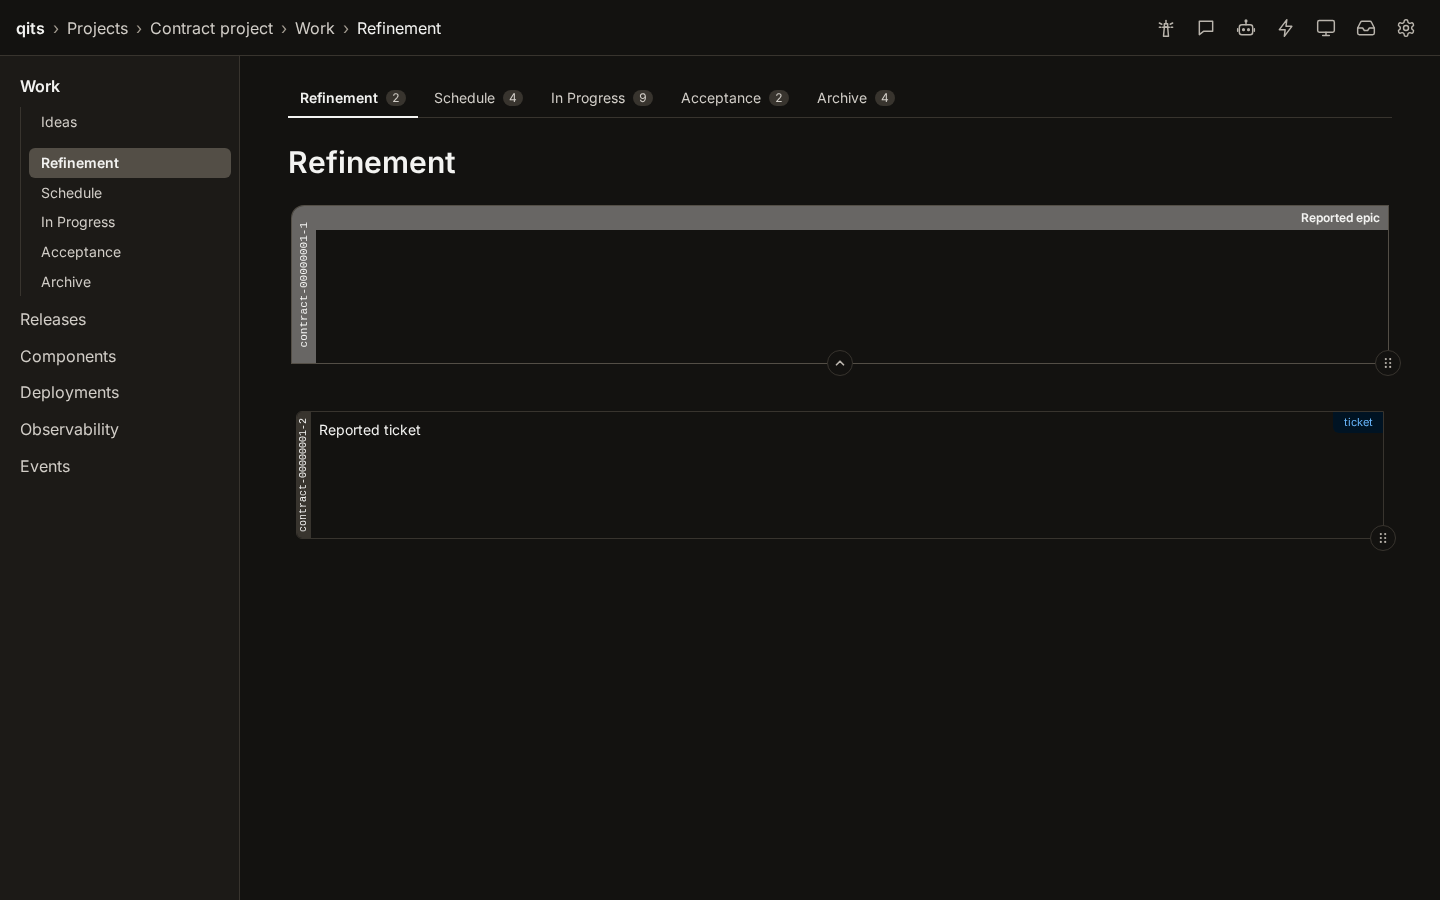 qits › Projects › Contract project › Work › Refinement
Work
Ideas
Refinement
Schedule
In Progress
Acceptance
Archive
Releases
Components
Deployments
Observability
Events
Refinement 2 Schedule 4 In Progress 9 Acceptance 2 Archive 4
Refinement
Reported epic
contract-00000001-1
contract-00000001-2
Reported ticket
ticket